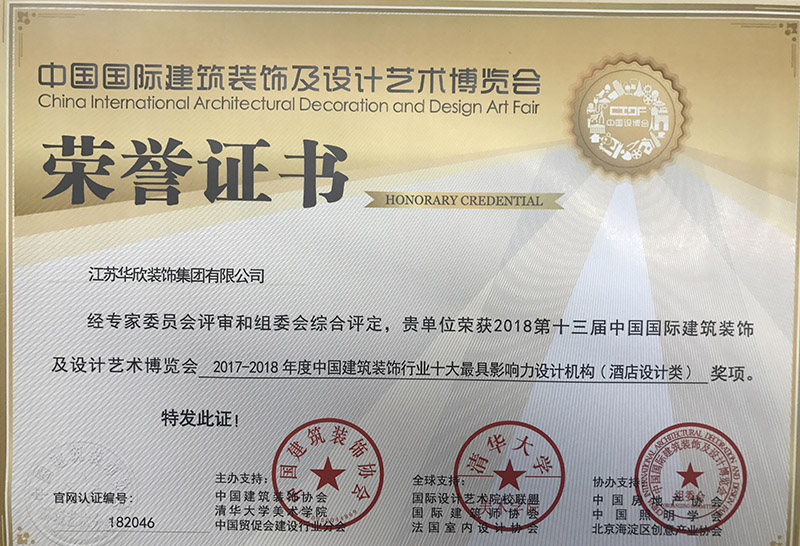 中国国际建筑装饰及设计艺术博览会
China International Architectural Decoration and Design Art Fair
CIDF
中国设博会
荣誉证书
HONORARY CREDENTIAL
江苏华欣装饰集团有限公司
经专家委员会评审和组委会综合评定，贵单位荣获2018第十三届中国国际建筑装饰
及设计艺术博览会 2017-2018 年度中国建筑装饰行业十大最具影响力设计机构（酒店设计类） 奖项。
特发此证！
中国建筑装饰协会
清华大学
组委会
主办支持：
中国建筑装饰协会
清华大学美术学院
中国贸促会建设行业分会
全球支持：
国际设计艺术院校联盟
国际建筑师协会
法国室内设计协会
协办支持：
中国房地产协会
中国照明学会
北京海淀区创意产业协会
官网认证编号：
182046